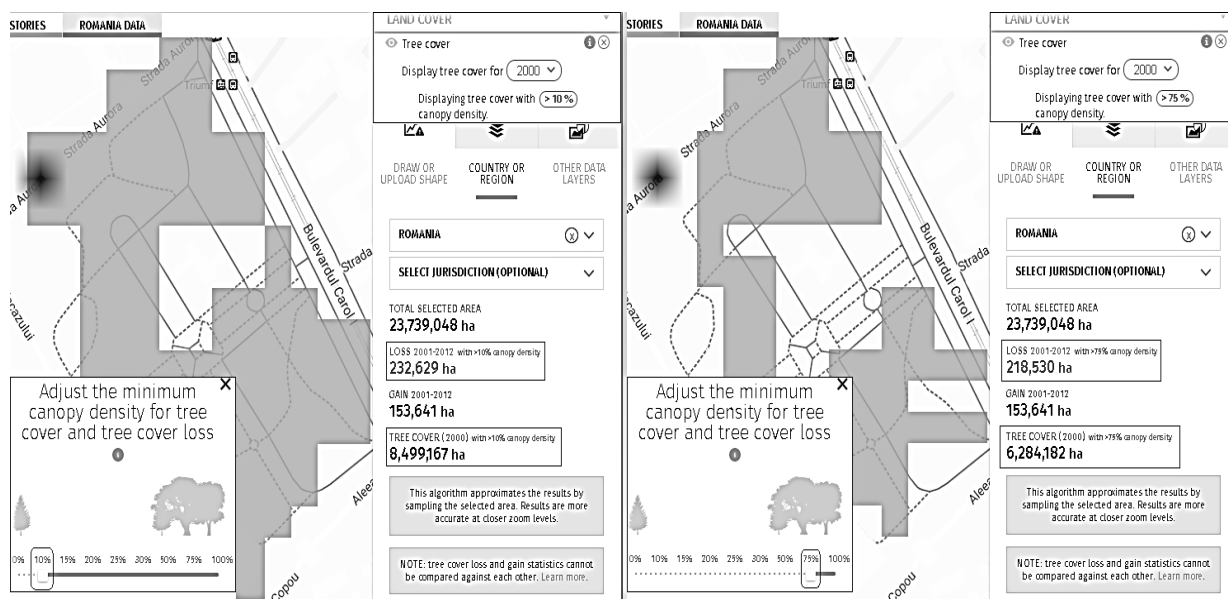 STORIES
ROMANIA DATA
Strada Aurora
Triumf
Strada Aurora
Strada
Bulevardul Carol I
Strada
acazului
Aleea
Copou
Adjust the minimum
canopy density for tree
cover and tree cover loss
0% 10% 15% 20% 25% 30% 50% 75% 100%
LAND COVER
Tree cover
Display tree cover for 2000
Displaying tree cover with > 10 %
canopy density.
DRAW OR
UPLOAD SHAPE
COUNTRY OR
REGION
OTHER DATA
LAYERS
ROMANIA
SELECT JURISDICTION (OPTIONAL)
TOTAL SELECTED AREA
23,739,048 ha
LOSS 2001-2012 with >10% canopy density
232,629 ha
GAIN 2001-2012
153,641 ha
TREE COVER (2000) with >10% canopy density
8,499,167 ha
This algorithm approximates the results by
sampling the selected area. Results are more
accurate at closer zoom levels.
NOTE: tree cover loss and gain statistics cannot
be compared against each other. Learn more.
STORIES
ROMANIA DATA
Strada Aurora
Triumf
Strada Aurora
Bulevardul Carol I
Strada
acazului
Aleea
Copou
Adjust the minimum
canopy density for tree
cover and tree cover loss
0% 10% 15% 20% 25% 30% 50% 75% 100%
LAND COVER
Tree cover
Display tree cover for 2000
Displaying tree cover with > 75 %
canopy density.
DRAW OR
UPLOAD SHAPE
COUNTRY OR
REGION
OTHER DATA
LAYERS
ROMANIA
SELECT JURISDICTION (OPTIONAL)
TOTAL SELECTED AREA
23,739,048 ha
LOSS 2001-2012 with >75% canopy density
218,530 ha
GAIN 2001-2012
153,641 ha
TREE COVER (2000) with >75% canopy density
6,284,182 ha
This algorithm approximates the results by
sampling the selected area. Results are more
accurate at closer zoom levels.
NOTE: tree cover loss and gain statistics cannot
be compared against each other. Learn more.